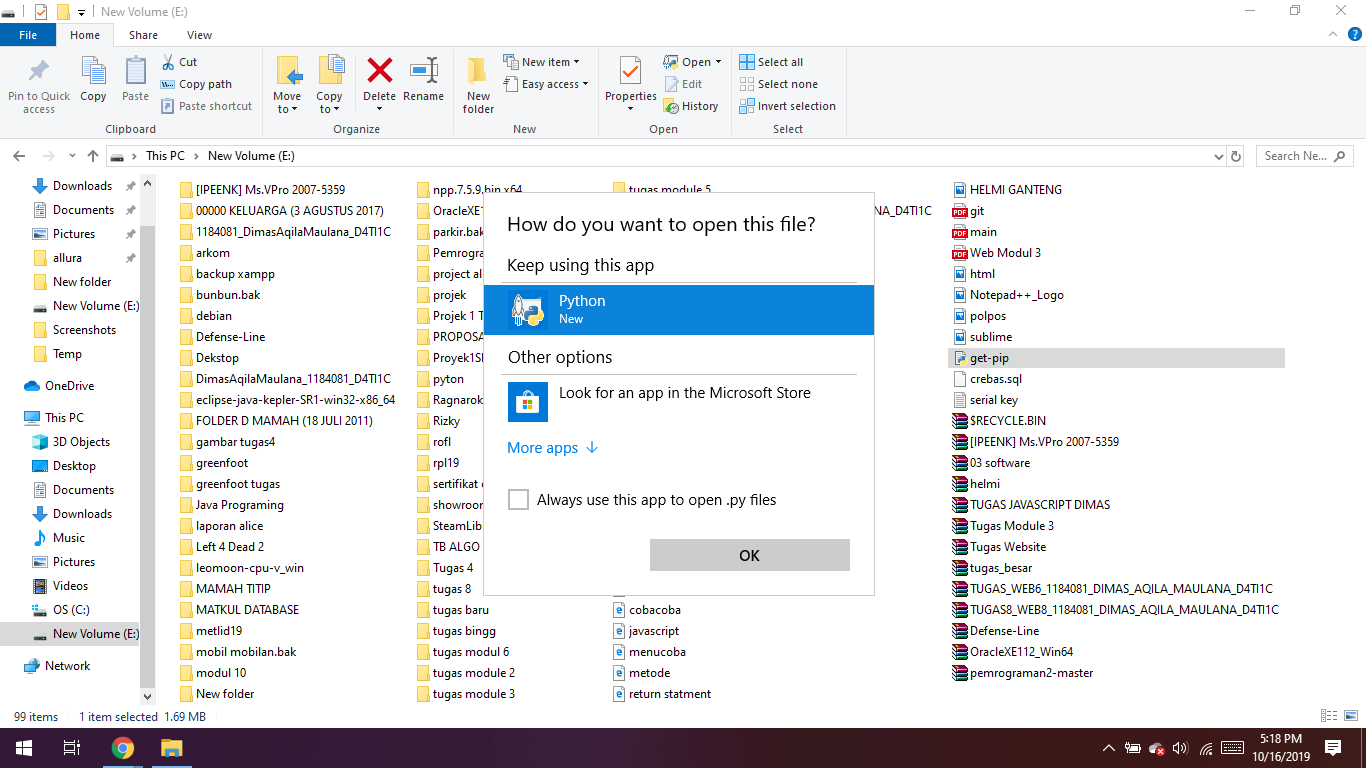 New Volume (E:)
File
Home
Share
View
Pin to Quick access
Copy
Paste
Cut
Copy path
Paste shortcut
Clipboard
Move to
Copy to
Delete
Rename
Organize
New folder
New item
Easy access
New
Properties
Open
Edit
History
Open
Select all
Select none
Invert selection
Select
This PC
New Volume (E:)
Search Ne...
Downloads
Documents
Pictures
allura
New folder
New Volume (E:)
Screenshots
Temp
OneDrive
This PC
3D Objects
Desktop
Documents
Downloads
Music
Pictures
Videos
OS (C:)
New Volume (E:)
Network
[IPEENK] Ms.VPro 2007-5359
00000 KELUARGA (3 AGUSTUS 2017)
1184081_DimasAqilaMaulana_D4TI1C
arkom
backup xampp
bunbun.bak
debian
Defense-Line
Dekstop
DimasAqilaMaulana_1184081_D4TI1C
eclipse-java-kepler-SR1-win32-x86_64
FOLDER D MAMAH (18 JULI 2011)
gambar tugas4
greenfoot
greenfoot tugas
Java Programing
laporan alice
Left 4 Dead 2
leomoon-cpu-v_win
MAMAH TITIP
MATKUL DATABASE
metlid19
mobil mobilan.bak
modul 10
New folder
npp.7.5.9.bin.x64
OracleXE1
parkir.bak
Pemrogra
project al
projek
Projek 1 T
PROPOSA
Proyek1SI
pyton
Ragnarok
Rizky
rofl
rpl19
sertifikat
showroor
SteamLib
TB ALGO
Tugas 4
tugas 8
tugas baru
tugas bingg
tugas modul 6
tugas module 2
tugas module 3
tugas module 5
NA_D4TI1C
cobacoba
javascript
menucoba
metode
return statment
HELMI GANTENG
git
main
Web Modul 3
html
Notepad++_Logo
polpos
sublime
get-pip
crebas.sql
serial key
$RECYCLE.BIN
[IPEENK] Ms.VPro 2007-5359
03 software
helmi
TUGAS JAVASCRIPT DIMAS
Tugas Module 3
Tugas Website
tugas_besar
TUGAS_WEB6_1184081_DIMAS_AQILA_MAULANA_D4TI1C
TUGAS8_WEB8_1184081_DIMAS_AQILA_MAULANA_D4TI1C
Defense-Line
OracleXE112_Win64
pemrograman2-master
How do you want to open this file?
Keep using this app
Python
New
Other options
Look for an app in the Microsoft Store
More apps
Always use this app to open .py files
OK
99 items
1 item selected 1.69 MB
5:18 PM
10/16/2019